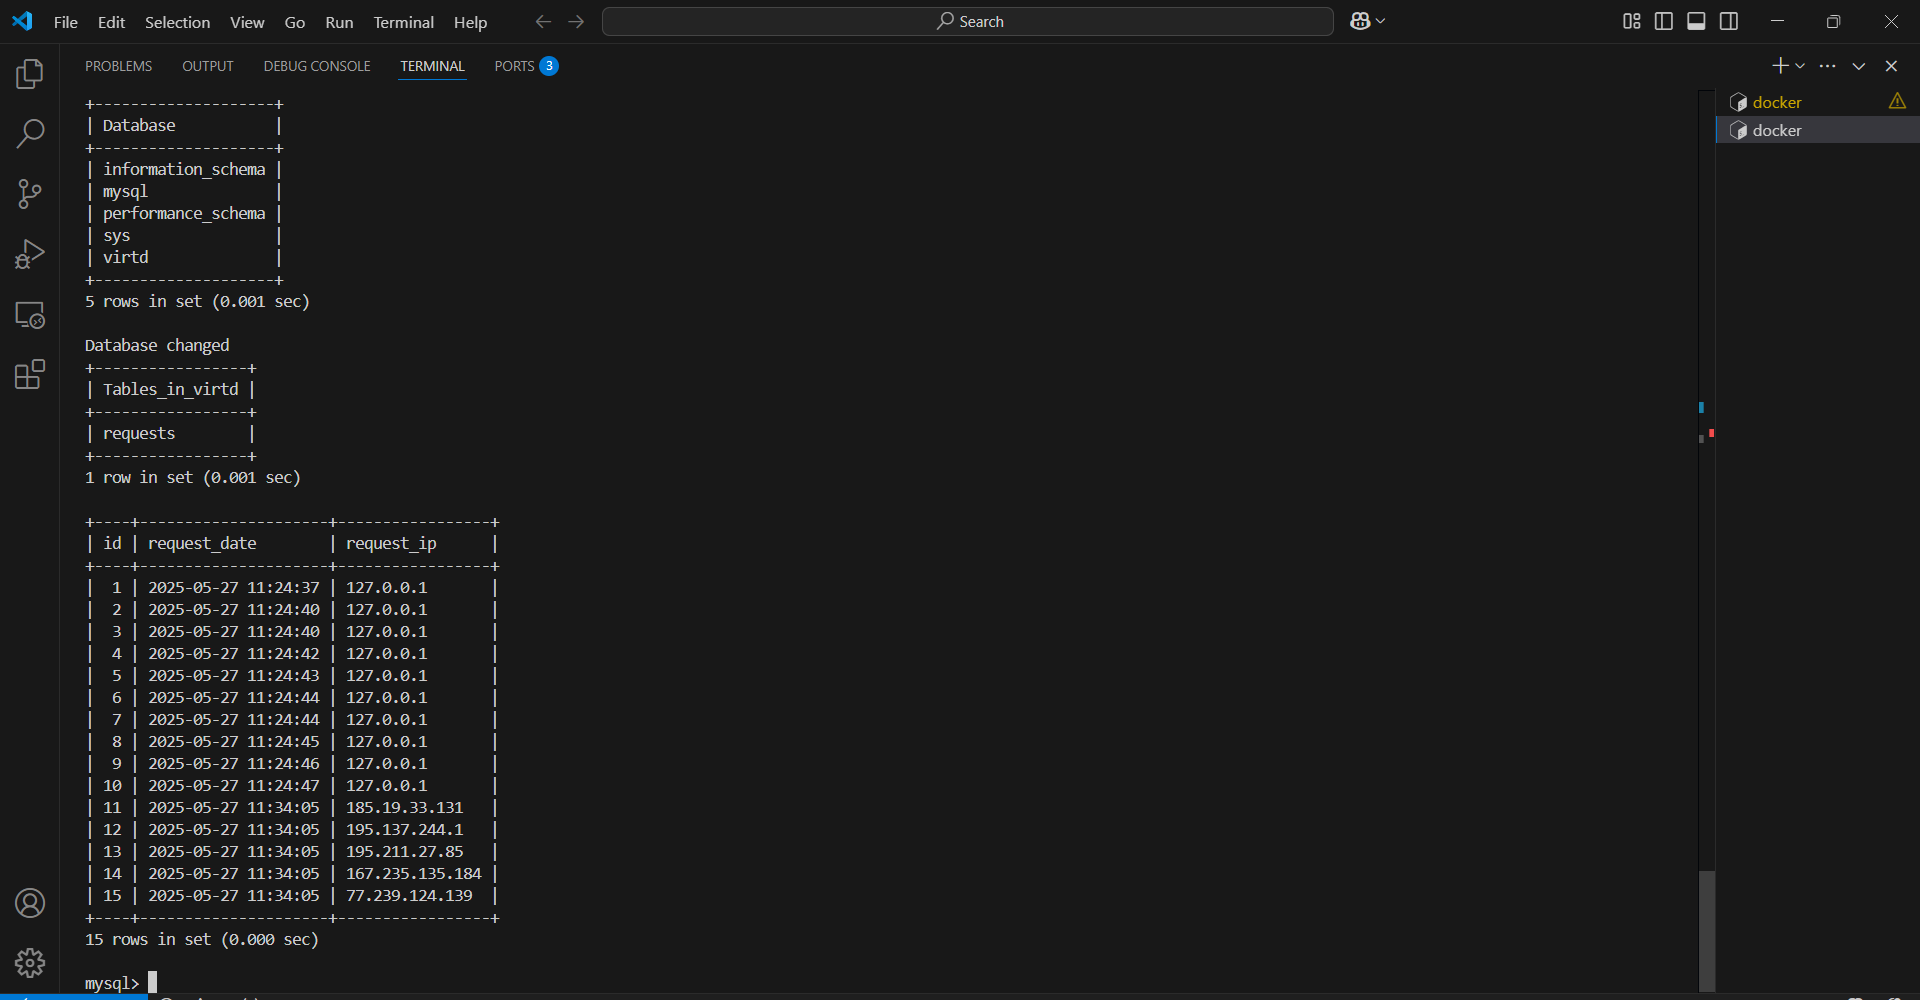 File Edit Selection View Go Run Terminal Help Search
PROBLEMS OUTPUT DEBUG CONSOLE TERMINAL PORTS 3
docker
docker
+--------------------+
| Database           |
+--------------------+
| information_schema |
| mysql              |
| performance_schema |
| sys                |
| virtd              |
+--------------------+
5 rows in set (0.001 sec)
Database changed
+-----------------+
| Tables_in_virtd |
+-----------------+
| requests        |
+-----------------+
1 row in set (0.001 sec)
+----+---------------------+-----------------+
| id | request_date        | request_ip      |
+----+---------------------+-----------------+
|  1 | 2025-05-27 11:24:37 | 127.0.0.1       |
|  2 | 2025-05-27 11:24:40 | 127.0.0.1       |
|  3 | 2025-05-27 11:24:40 | 127.0.0.1       |
|  4 | 2025-05-27 11:24:42 | 127.0.0.1       |
|  5 | 2025-05-27 11:24:43 | 127.0.0.1       |
|  6 | 2025-05-27 11:24:44 | 127.0.0.1       |
|  7 | 2025-05-27 11:24:44 | 127.0.0.1       |
|  8 | 2025-05-27 11:24:45 | 127.0.0.1       |
|  9 | 2025-05-27 11:24:46 | 127.0.0.1       |
| 10 | 2025-05-27 11:24:47 | 127.0.0.1       |
| 11 | 2025-05-27 11:34:05 | 185.19.33.131   |
| 12 | 2025-05-27 11:34:05 | 195.137.244.1   |
| 13 | 2025-05-27 11:34:05 | 195.211.27.85   |
| 14 | 2025-05-27 11:34:05 | 167.235.135.184 |
| 15 | 2025-05-27 11:34:05 | 77.239.124.139  |
+----+---------------------+-----------------+
15 rows in set (0.000 sec)
mysql>